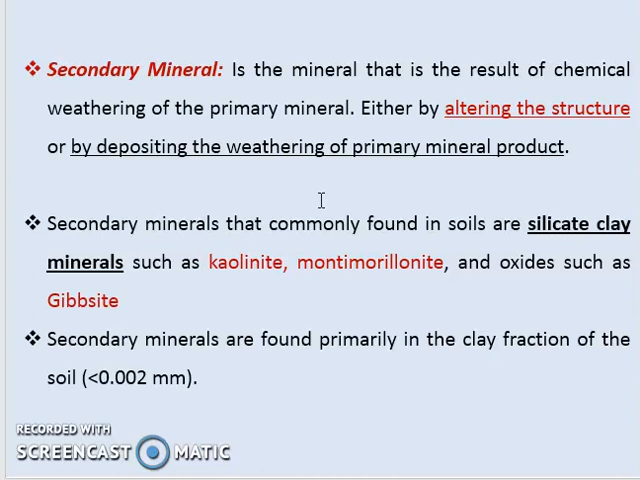 ❖ Secondary Mineral: Is the mineral that is the result of chemical
weathering of the primary mineral. Either by altering the structure
or by depositing the weathering of primary mineral product.
❖ Secondary minerals that commonly found in soils are silicate clay
minerals such as kaolinite, montimorillonite, and oxides such as
Gibbsite
❖ Secondary minerals are found primarily in the clay fraction of the
soil (<0.002 mm).
RECORDED WITH
SCREENCAST MATIC